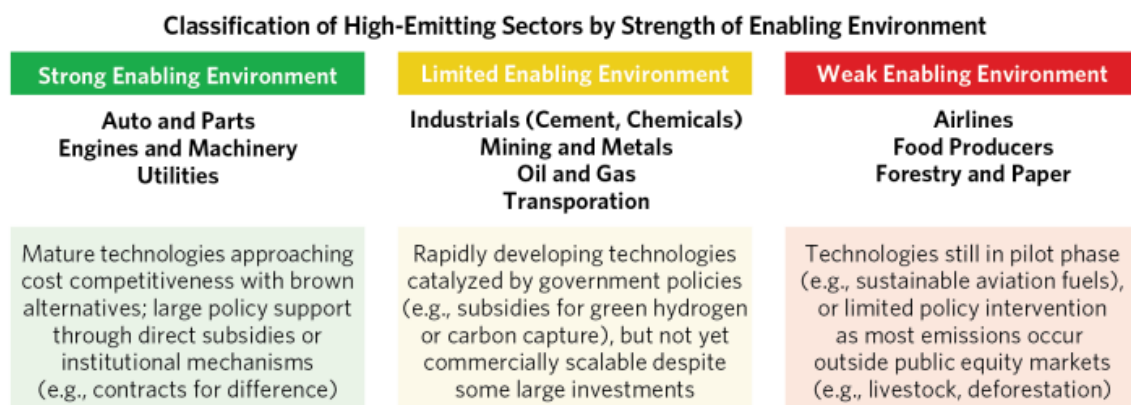 Classification of High-Emitting Sectors by Strength of Enabling Environment
Strong Enabling Environment
Auto and Parts
Engines and Machinery
Utilities
Mature technologies approaching
cost competitiveness with brown
alternatives; large policy support
through direct subsidies or
institutional mechanisms
(e.g., contracts for difference)
Limited Enabling Environment
Industrials (Cement, Chemicals)
Mining and Metals
Oil and Gas
Transporation
Rapidly developing technologies
catalyzed by government policies
(e.g., subsidies for green hydrogen
or carbon capture), but not yet
commercially scalable despite
some large investments
Weak Enabling Environment
Airlines
Food Producers
Forestry and Paper
Technologies still in pilot phase
(e.g., sustainable aviation fuels),
or limited policy intervention
as most emissions occur
outside public equity markets
(e.g., livestock, deforestation)